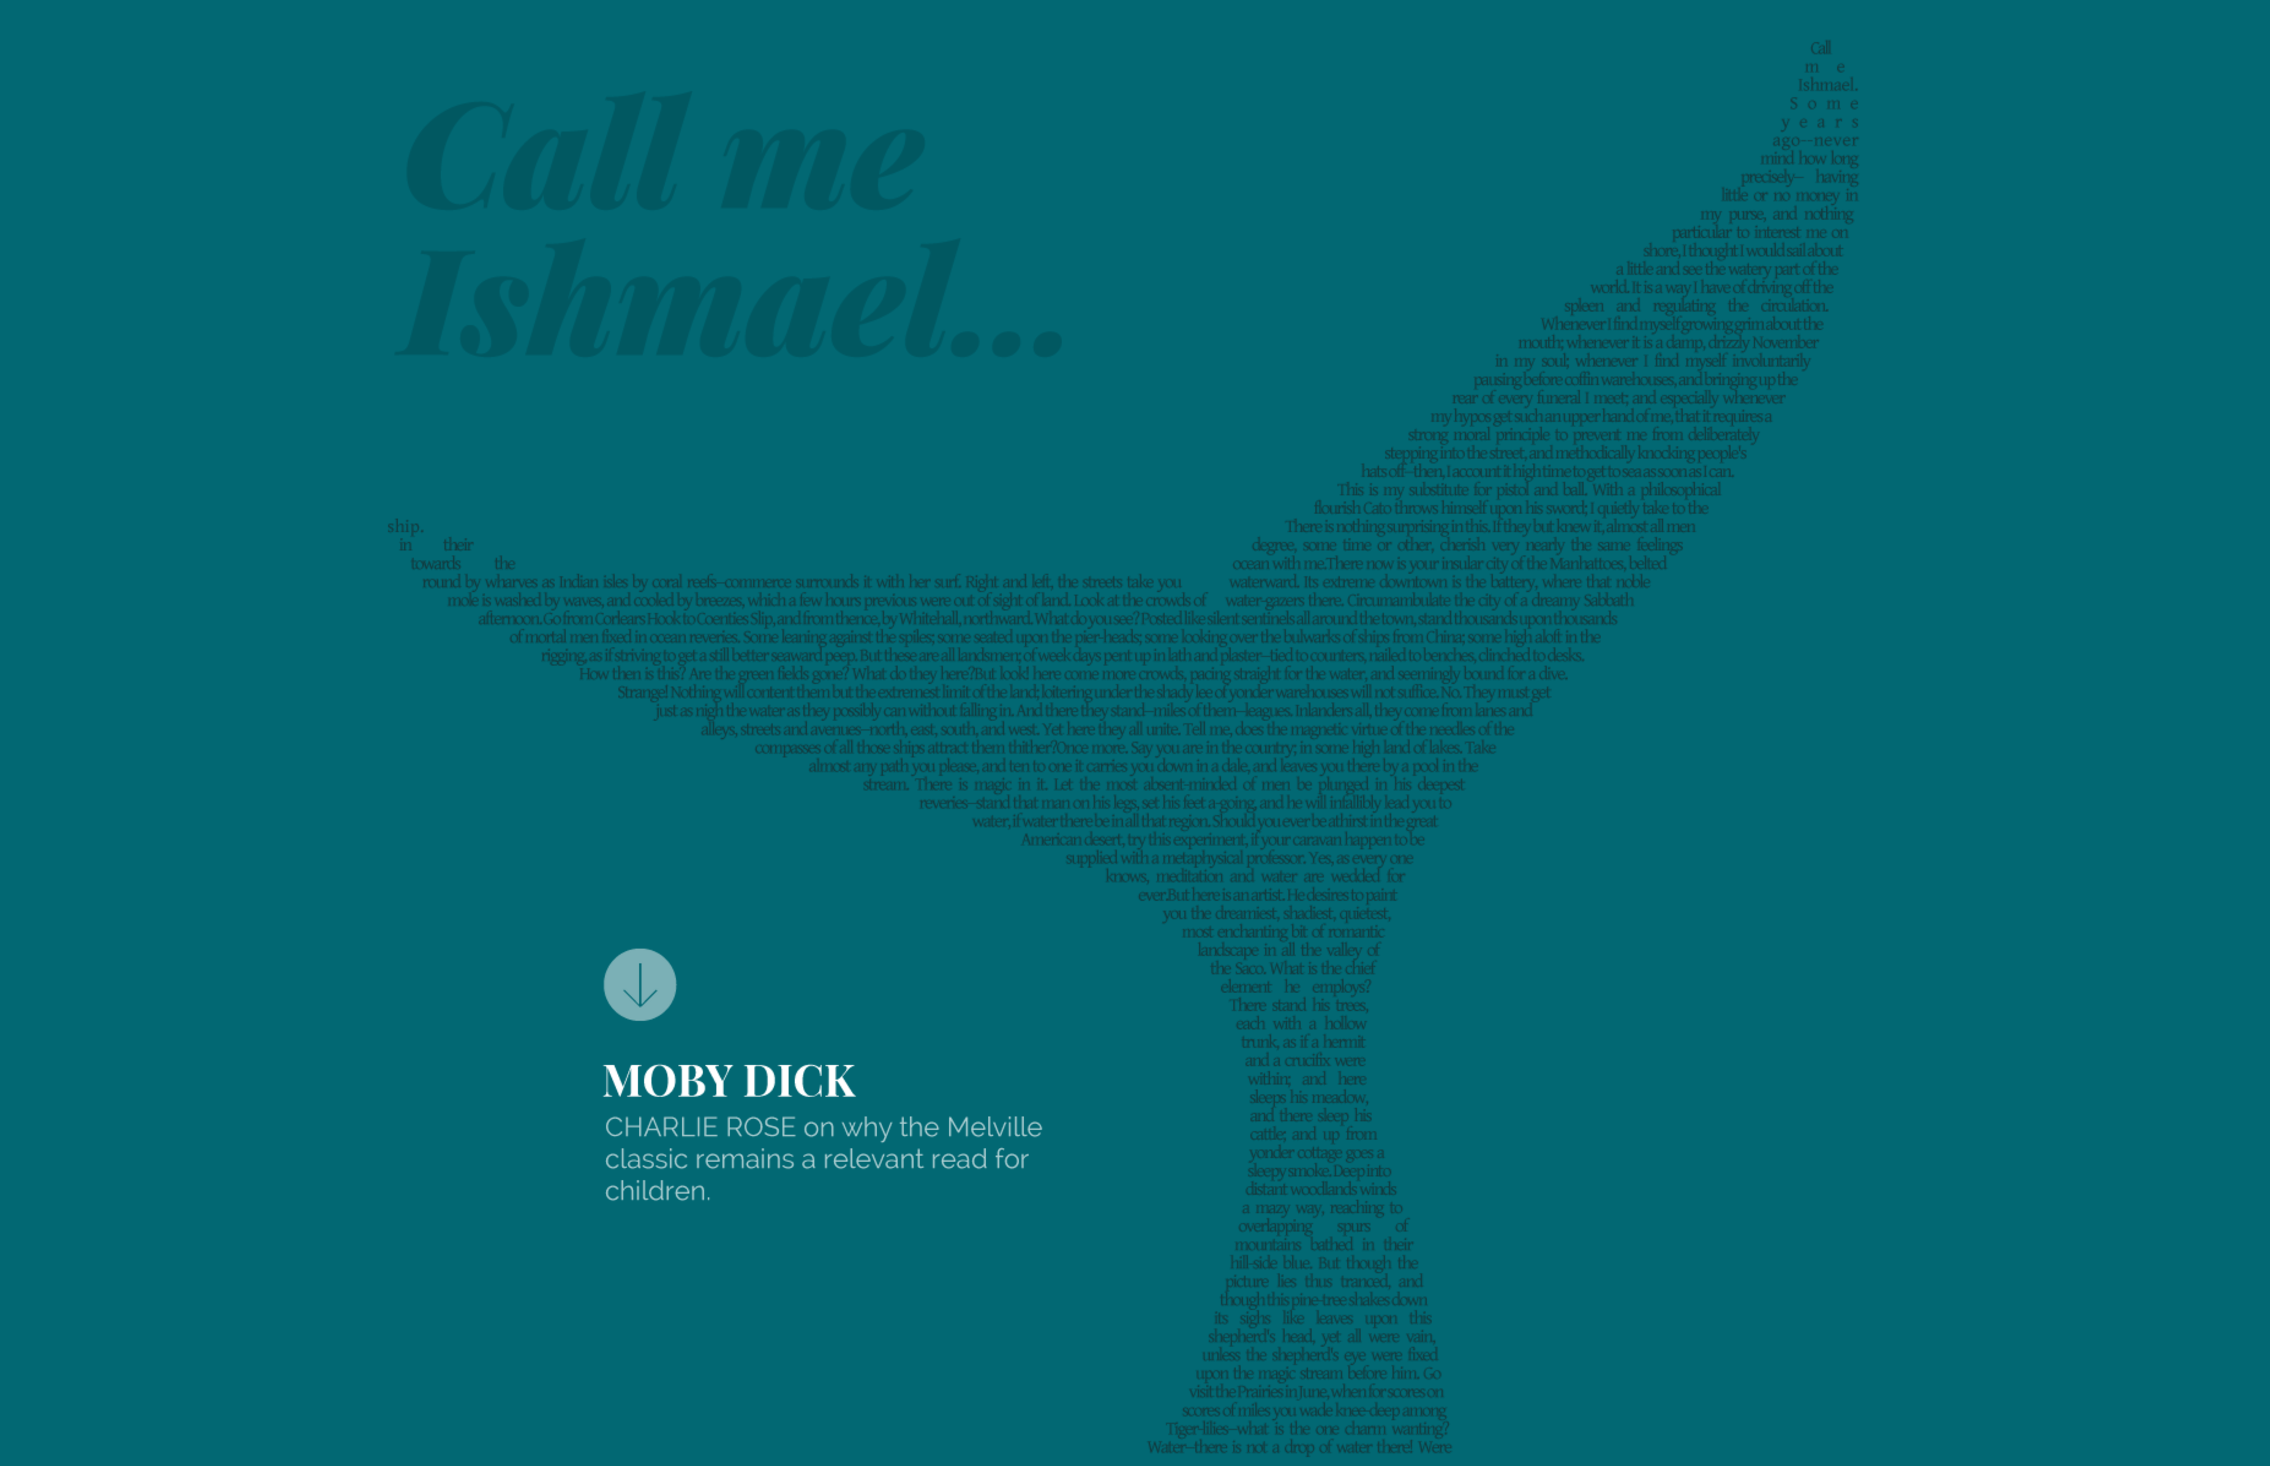 Call me
Ishmael...
Call
me
Ishmael.
Some
years
ago--never
mind how long
precisely-- having
little or no money in
my purse, and nothing
particular to interest me on
shore, I thought I would sail about
a little and see the watery part of the
world. It is a way I have of driving off the
spleen and regulating the circulation.
Whenever I find myself growing grim about the
mouth; whenever it is a damp, drizzly November
in my soul; whenever I find myself involuntarily
pausing before coffin warehouses, and bringing up the
rear of every funeral I meet; and especially whenever
my hypos get such an upper hand of me, that it requires a
strong moral principle to prevent me from deliberately
stepping into the street, and methodically knocking people's
hats off--then, I account it high time to get to sea as soon as I can.
This is my substitute for pistol and ball. With a philosophical
flourish Cato throws himself upon his sword; I quietly take to the
ship. There is nothing surprising in this. If they but knew it, almost all men
in their degree, some time or other, cherish very nearly the same feelings
towards the ocean with me.There now is your insular city of the Manhattoes, belted
round by wharves as Indian isles by coral reefs--commerce surrounds it with her surf. Right and left, the streets take you waterward. Its extreme downtown is the battery, where that noble
mole is washed by waves, and cooled by breezes, which a few hours previous were out of sight of land. Look at the crowds of water-gazers there. Circumambulate the city of a dreamy Sabbath
afternoon. Go from Corlears Hook to Coenties Slip, and from thence, by Whitehall, northward. What do you see? Posted like silent sentinels all around the town, stand thousands upon thousands
of mortal men fixed in ocean reveries. Some leaning against the spiles; some seated upon the pier-heads; some looking over the bulwarks of ships from China; some high aloft in the
rigging, as if striving to get a still better seaward peep. But these are all landsmen; of week days pent up in lath and plaster--tied to counters, nailed to benches, clinched to desks.
How then is this? Are the green fields gone? What do they here?But look! here come more crowds, pacing straight for the water, and seemingly bound for a dive.
Strange! Nothing will content them but the extremest limit of the land; loitering under the shady lee of yonder warehouses will not suffice. No. They must get
just as nigh the water as they possibly can without falling in. And there they stand--miles of them--leagues. Inlanders all, they come from lanes and
alleys, streets and avenues--north, east, south, and west. Yet here they all unite. Tell me, does the magnetic virtue of the needles of the
compasses of all those ships attract them thither?Once more. Say you are in the country; in some high land of lakes. Take
almost any path you please, and ten to one it carries you down in a dale, and leaves you there by a pool in the
stream. There is magic in it. Let the most absent-minded of men be plunged in his deepest
reveries--stand that man on his legs, set his feet a-going, and he will infallibly lead you to
water, if water there be in all that region. Should you ever be athirst in the great
American desert, try this experiment, if your caravan happen to be
supplied with a metaphysical professor. Yes, as every one
knows, meditation and water are wedded for
ever.But here is an artist. He desires to paint
you the dreamiest, shadiest, quietest,
most enchanting bit of romantic
landscape in all the valley of
the Saco. What is the chief
element he employs?
There stand his trees,
each with a hollow
trunk, as if a hermit
and a crucifix were
within; and here
sleeps his meadow,
and there sleep his
cattle; and up from
yonder cottage goes a
sleepy smoke. Deep into
distant woodlands winds
a mazy way, reaching to
overlapping spurs of
mountains bathed in their
hill-side blue. But though the
picture lies thus tranced, and
though this pine-tree shakes down
its sighs like leaves upon this
shepherd's head, yet all were vain,
unless the shepherd's eye were fixed
upon the magic stream before him. Go
visit the Prairies in June, when for scores on
scores of miles you wade knee-deep among
Tiger-lilies--what is the one charm wanting?
Water--there is not a drop of water there! Were
MOBY DICK
CHARLIE ROSE on why the Melville
classic remains a relevant read for
children.